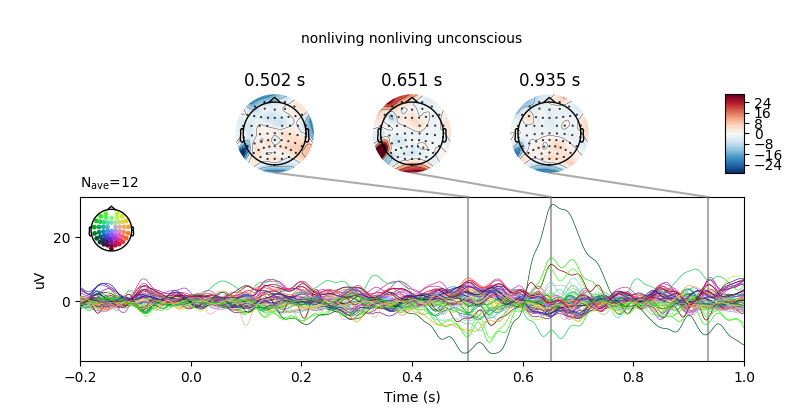 nonliving nonliving unconscious
0.502 s
0.651 s
0.935 s
24
16
8
0
−8
−16
−24
Nave=12
20
0
uV
−0.2
0.0
0.2
0.4
0.6
0.8
1.0
Time (s)